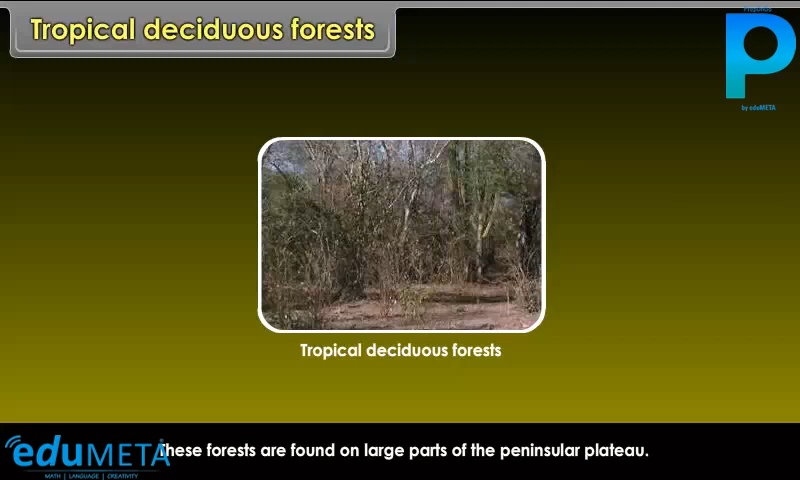 Tropical deciduous forests
by eduMETA
Tropical deciduous forests
These forests are found on large parts of the peninsular plateau.
eduMETA
MATH | LANGUAGE | CREATIVITY